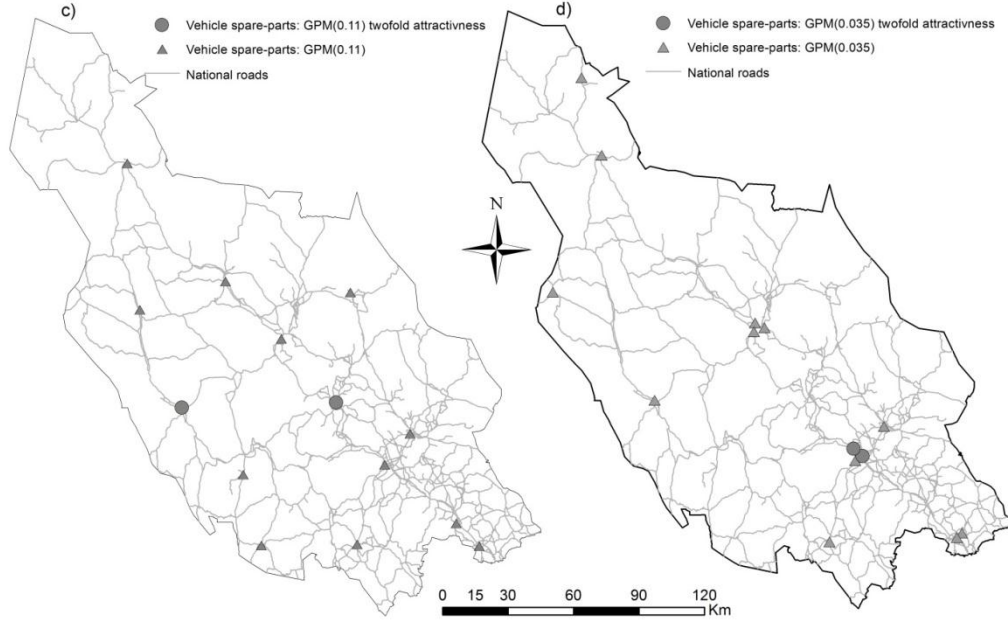 c)
Vehicle spare-parts: GPM(0.11) twofold attractivness
Vehicle spare-parts: GPM(0.11)
National roads
d)
Vehicle spare-parts: GPM(0.035) twofold attractivness
Vehicle spare-parts: GPM(0.035)
National roads
N
0 15 30 60 90 120
Km